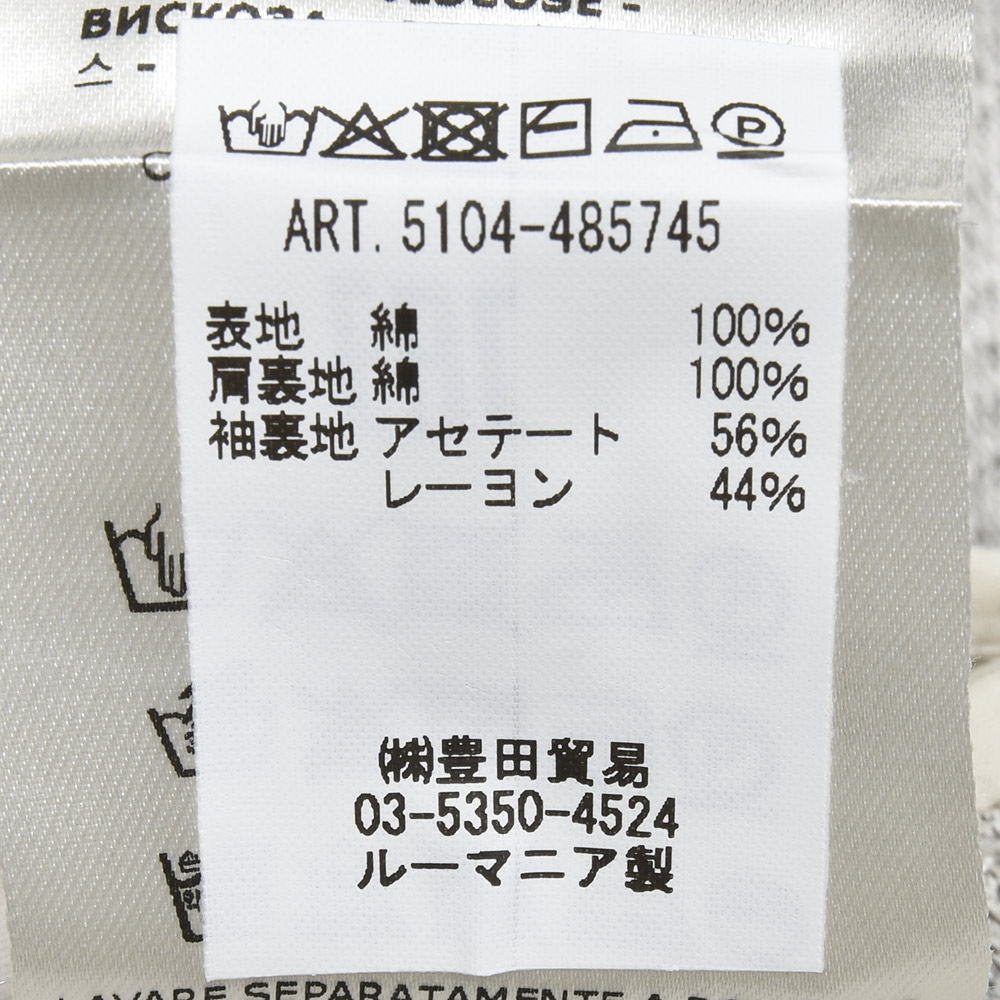 ス -
P
ART. 5104-485745
表地 綿 100%
肩裏地 綿 100%
袖裏地 アセテート 56%
レーヨン 44%
㈱豊田貿易
03-5350-4524
ルーマニア製
LAVARE SEPARATAMENTE A